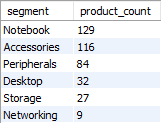 segment product_count
Notebook 129
Accessories 116
Peripherals 84
Desktop 32
Storage 27
Networking 9